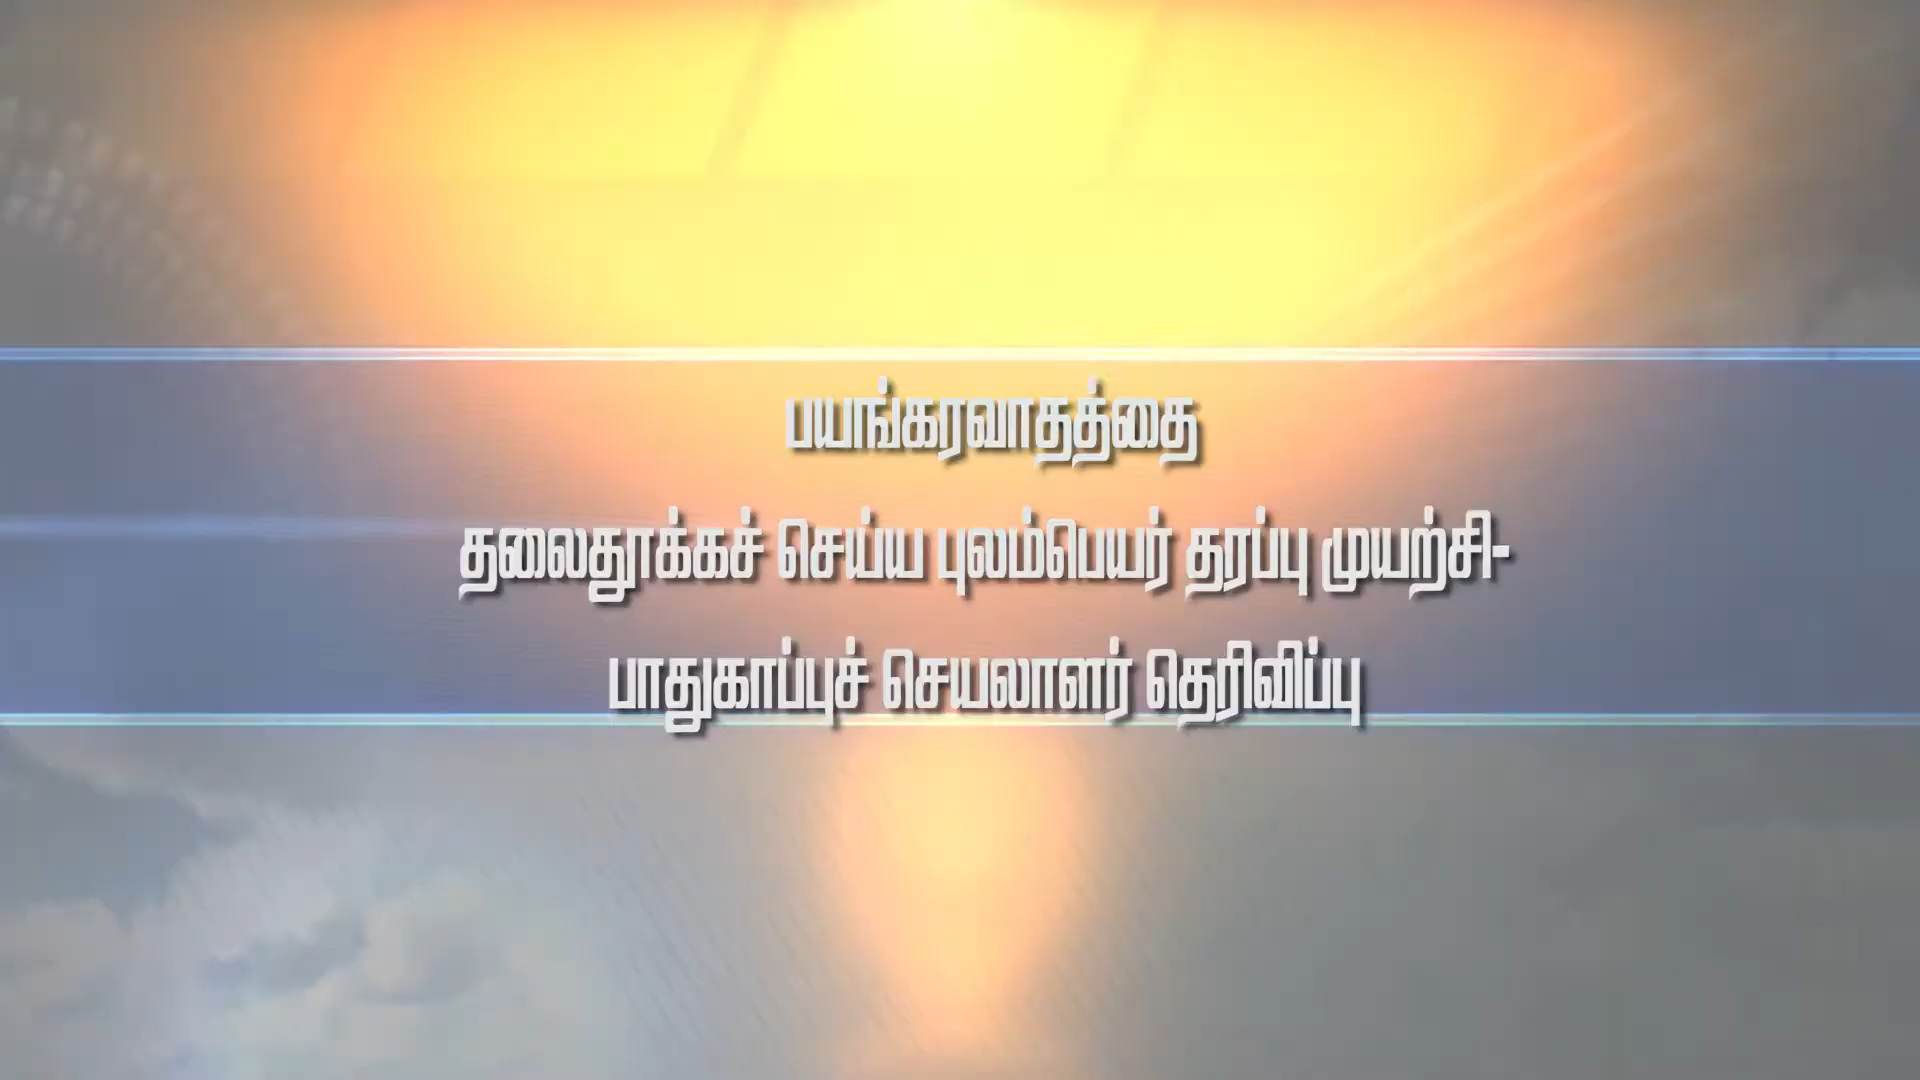 பயங்கரவாதத்தை
தலைதூக்கச் செய்ய புலம்பெயர் தரப்பு முயற்சி-
பாதுகாப்புச் செயலாளர் தெரிவிப்பு